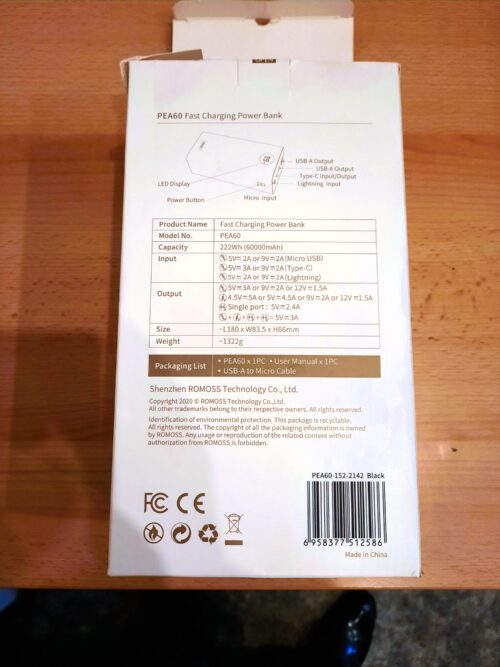 OPEN
PEA60 Fast Charging Power Bank
USB-A Output
USB-A Output
Type-C Input/Output
Lightning Input
LED Display
Power Button
Micro Input
Product Name Fast Charging Power Bank
Model No. PEA60
Capacity 222Wh (60000mAh)
Input 5V⎓2A or 9V⎓2A(Micro USB)
5V⎓3A or 9V⎓2A(Type-C)
5V⎓2A or 9V⎓2A(Lightning)
Output 5V⎓3A or 9V⎓2A or 12V⎓1.5A
4.5V⎓5A or 5V⎓4.5A or 9V⎓2A or 12V⎓1.5A
Single port : 5V⎓2.4A
+ + + = 5V⎓3A
Size ~L180 x W83.5 x H66mm
Weight ~1322g
Packaging List • PEA60 x 1PC • User Manual x 1PC
• USB-A to Micro Cable
Shenzhen ROMOSS Technology Co., Ltd.
Copyright 2020 © ROMOSS Technology Co.,Ltd.
All other trademarks belong to their respective owners. All rights reserved.
Identification of environmental protection. This package is recyclable.
All rights reserved. The copyright of all the packaging information is owned
by ROMOSS. Any usage or reproduction of the related content without
authorization from ROMOSS is forbidden.
FC CE
PEA60-152-2142 Black
6 958377 512586
Made in China